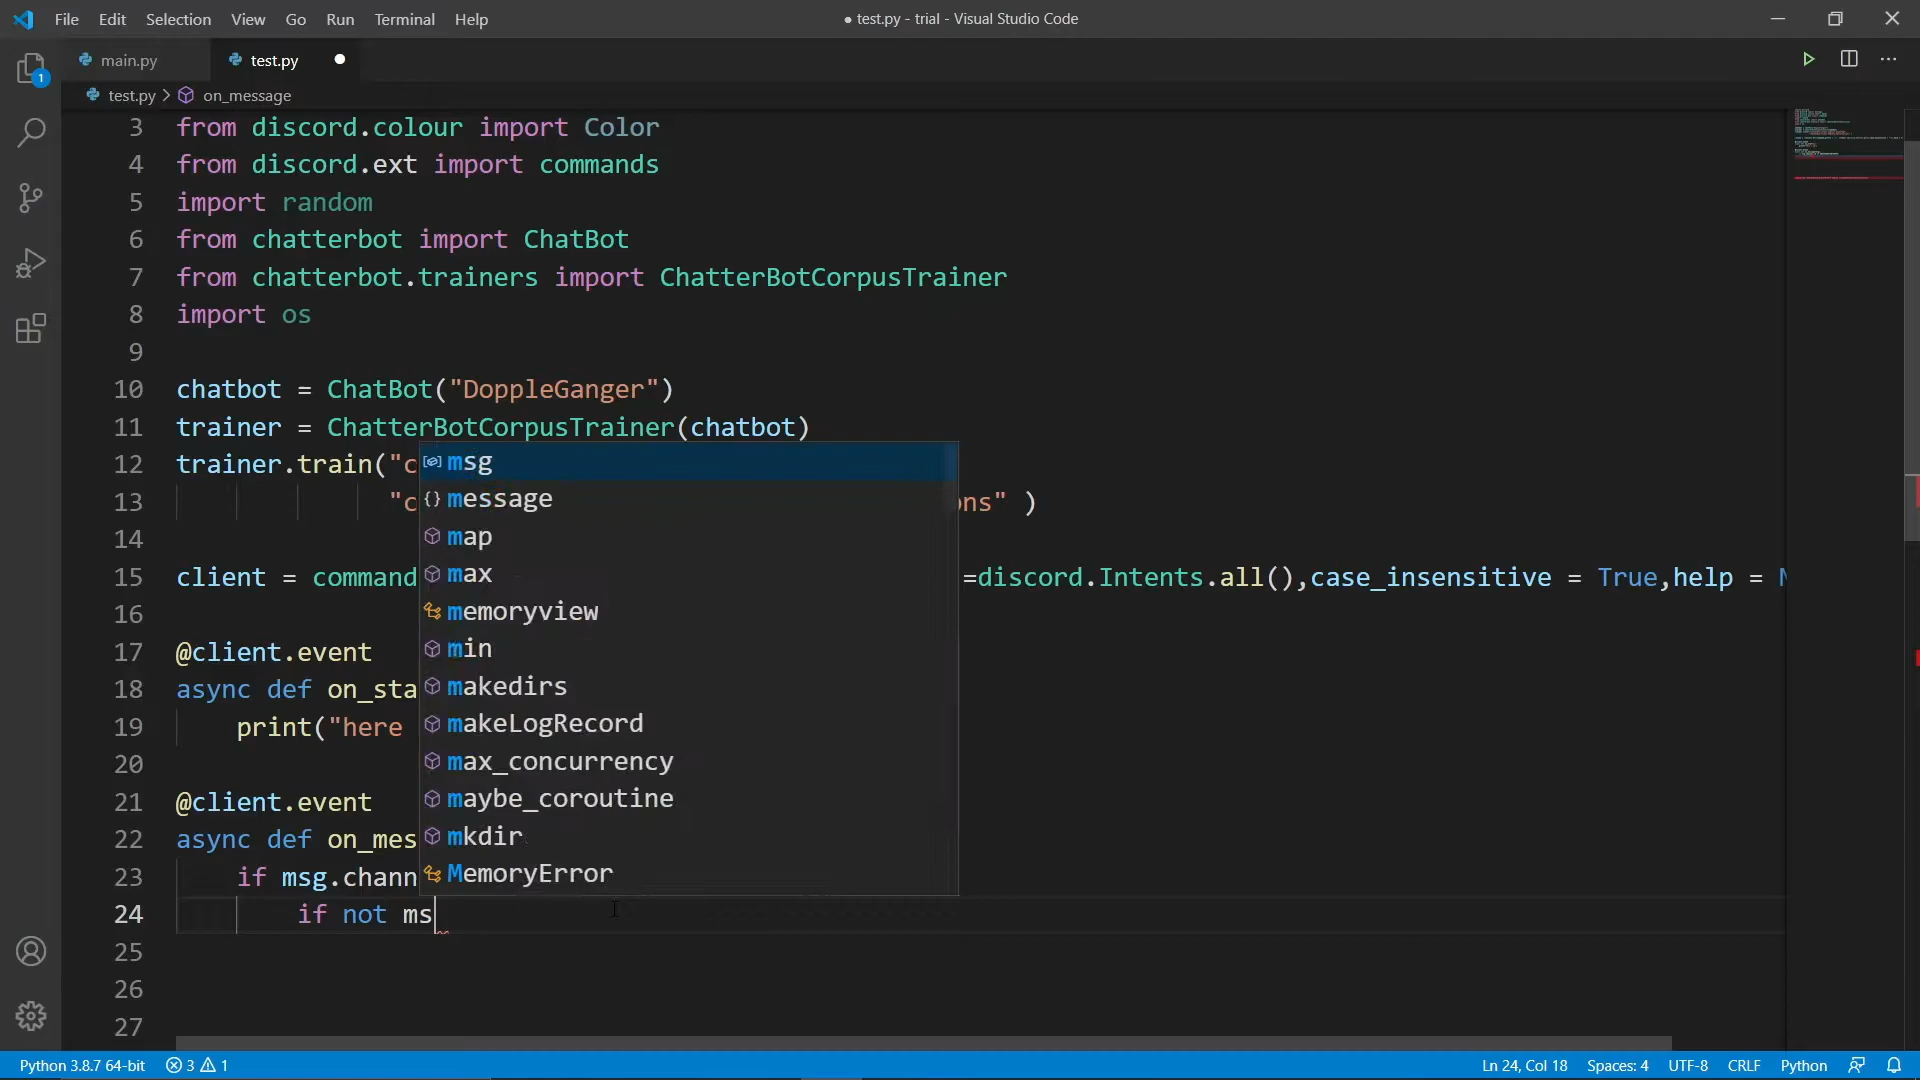 File Edit Selection View Go Run Terminal Help
● test.py - trial - Visual Studio Code
main.py
test.py
test.py > on_message
3 from discord.colour import Color
4 from discord.ext import commands
5 import random
6 from chatterbot import ChatBot
7 from chatterbot.trainers import ChatterBotCorpusTrainer
8 import os
9
10 chatbot = ChatBot("DoppleGanger")
11 trainer = ChatterBotCorpusTrainer(chatbot)
12 trainer.train("c
13 "c ons" )
14
15 client = command =discord.Intents.all(),case_insensitive = True,help = N
16
17 @client.event
18 async def on_sta
19 print("here
20
21 @client.event
22 async def on_mes
23 if msg.chann
24 if not ms
25
26
27
msg
message
map
max
memoryview
min
makedirs
makeLogRecord
max_concurrency
maybe_coroutine
mkdir
MemoryError
1
Python 3.8.7 64-bit 3 1 Ln 24, Col 18 Spaces: 4 UTF-8 CRLF Python